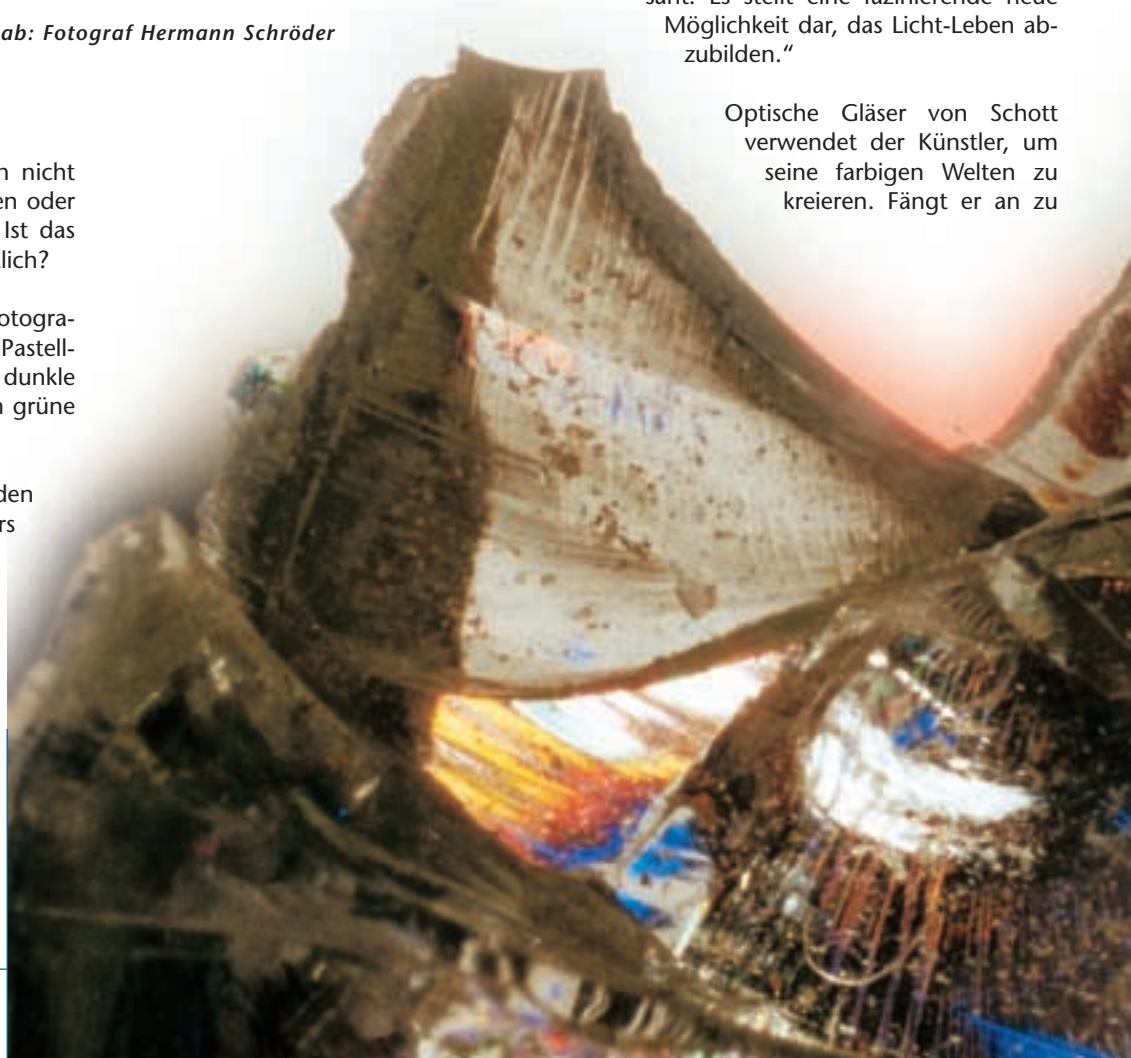 ab: Fotograf Hermann Schröder
n nicht
en oder
Ist das
lich?
otogra-
Pastell-
dunkle
n grüne
den
rs
sant. Es stellt eine fazinierende neue
Möglichkeit dar, das Licht-Leben ab-
zubilden.“
Optische Gläser von Schott
verwendet der Künstler, um
seine farbigen Welten zu
kreieren. Fängt er an zu